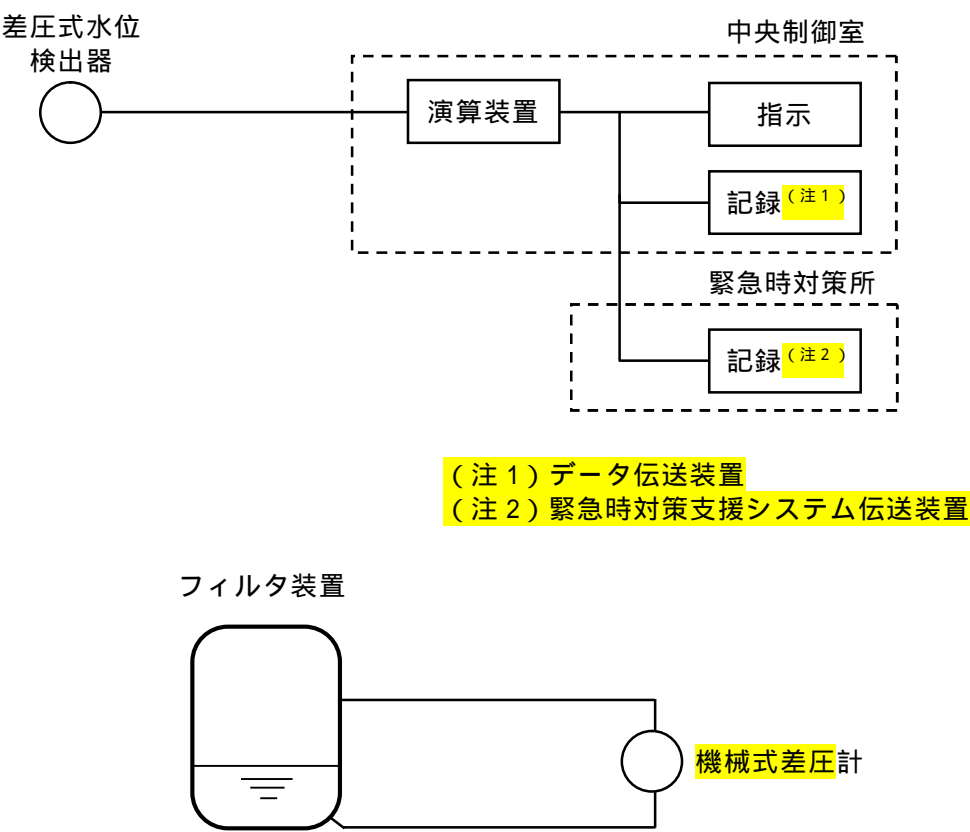 差圧式水位
検出器
中央制御室
演算装置
指示
記録（注1）
緊急時対策所
記録（注2）
（注1）データ伝送装置
（注2）緊急時対策支援システム伝送装置
フィルタ装置
機械式差圧計